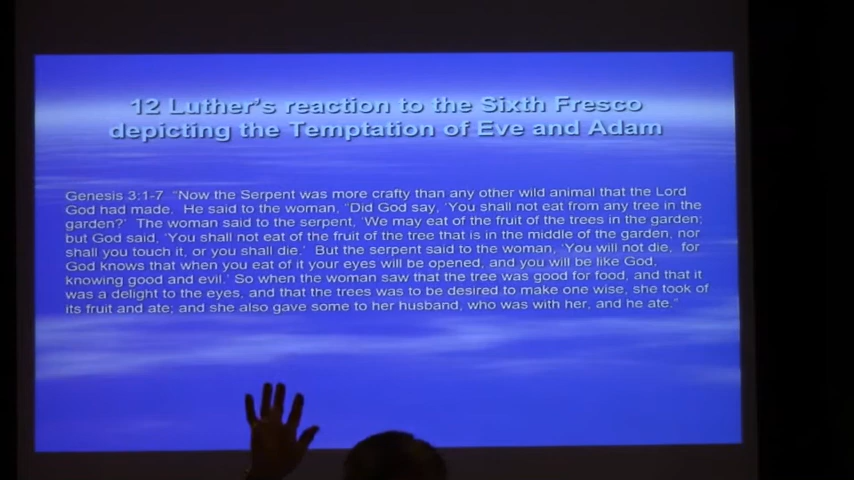 12 Luther's reaction to the Sixth Fresco
depicting the Temptation of Eve and Adam
Genesis 3:1-7 "Now the Serpent was more crafty than any other wild animal that the Lord
God had made. He said to the woman, "Did God say, 'You shall not eat from any tree in the
garden?' The woman said to the serpent, 'We may eat of the fruit of the trees in the garden;
but God said, 'You shall not eat of the fruit of the tree that is in the middle of the garden, nor
shall you touch it, or you shall die.' But the serpent said to the woman, 'You will not die, for
God knows that when you eat of it your eyes will be opened, and you will be like God,
knowing good and evil.' So when the woman saw that the tree was good for food, and that it
was a delight to the eyes, and that the trees was to be desired to make one wise, she took of
its fruit and ate; and she also gave some to her husband, who was with her, and he ate."